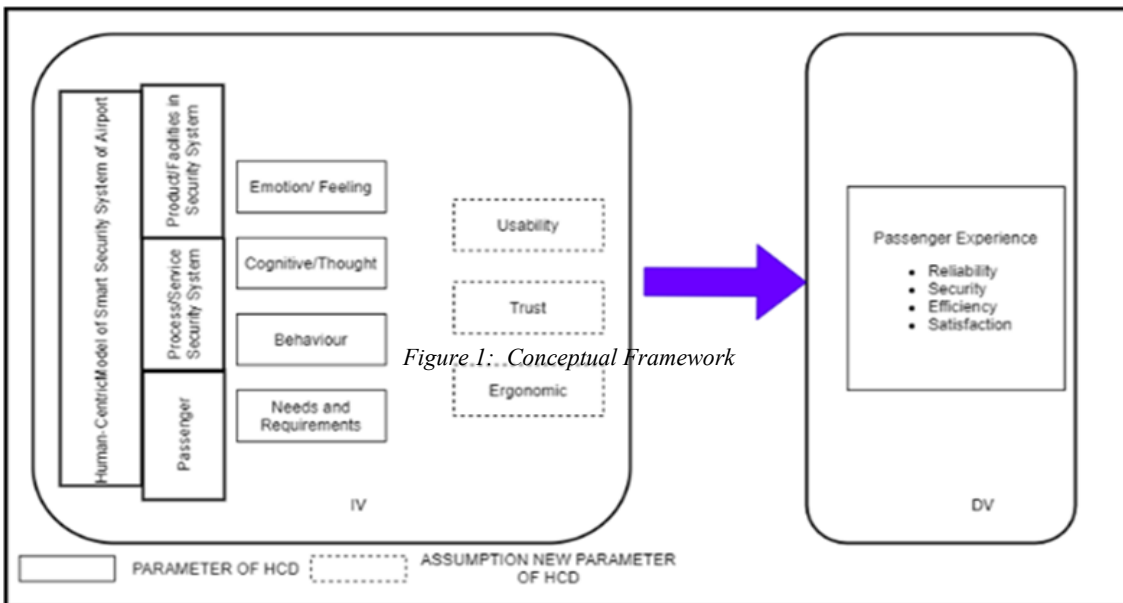 Human-CentricModel of Smart Security System of Airport
Product/Facilities in
Security System
Process/Service
Security System
Passenger
Emotion/ Feeling
Cognitive/Thought
Behaviour
Needs and
Requirements
Usability
Trust
Ergonomic
IV
Figure 1: Conceptual Framework
Passenger Experience
• Reliability
• Security
• Efficiency
• Satisfaction
DV
PARAMETER OF HCD
ASSUMPTION NEW PARAMETER
OF HCD